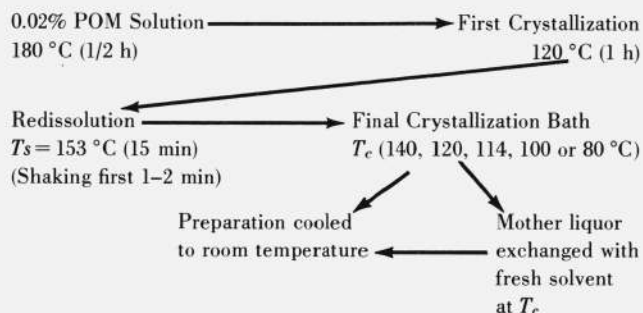 0.02% POM Solution
180 °C (1/2 h)
First Crystallization
120 °C (1 h)
Redissolution
Ts = 153 °C (15 min)
(Shaking first 1–2 min)
Final Crystallization Bath
Tc (140, 120, 114, 100 or 80 °C)
Preparation cooled
to room temperature
Mother liquor
exchanged with
fresh solvent
at Tc